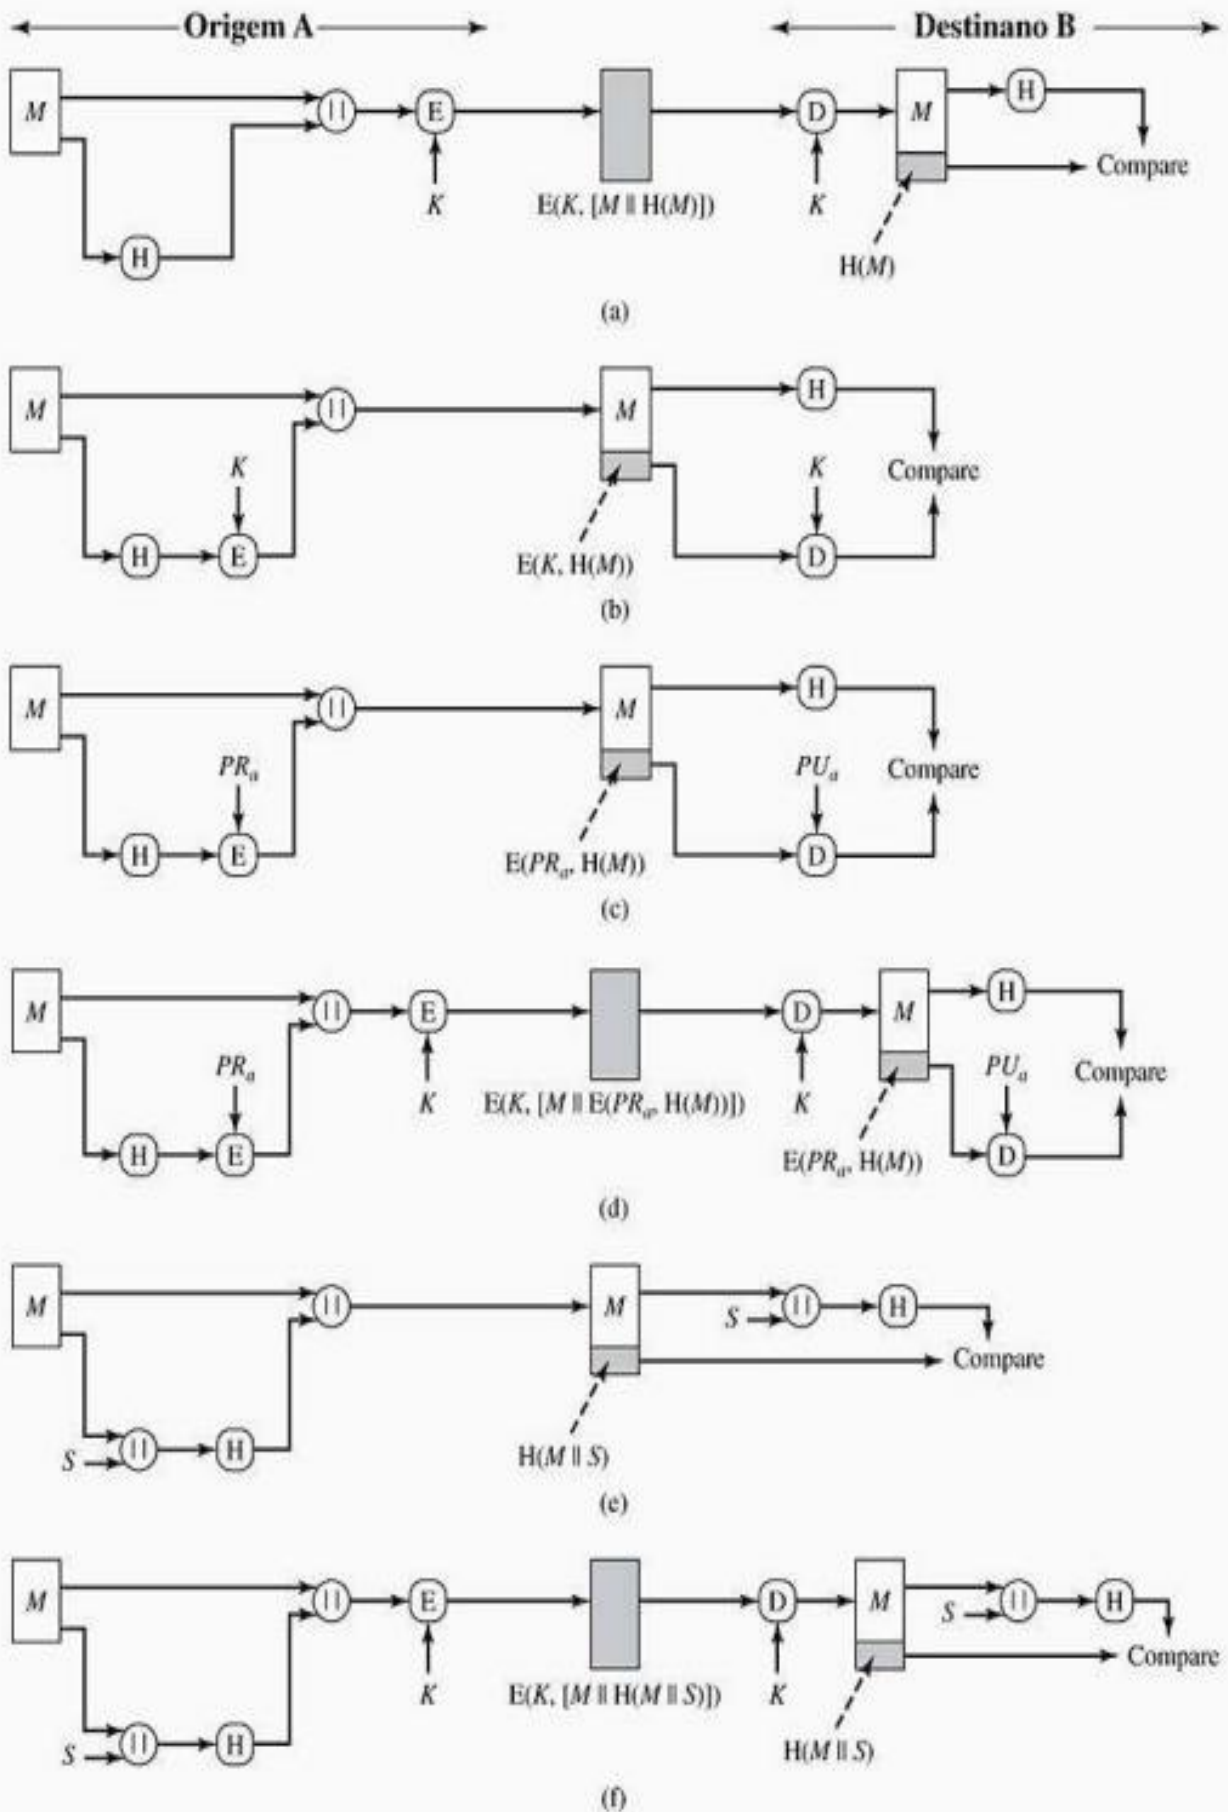 Origem A Destinano B
M || E D M H
Compare
K E(K, [M || H(M)]) K
H H(M)
(a)
M || M H
K K Compare
H E E(K, H(M)) D
(b)
M || M H
PRa PUa Compare
H E E(PRa, H(M)) D
(c)
M || E D M H
PRa K E(K, [M || E(PRa, H(M))]) K PUa Compare
H E E(PRa, H(M)) D
(d)
M || M S || H
Compare
S || H H(M || S)
(e)
M || E D M S || H
Compare
K E(K, [M || H(M || S)]) K
S || H H(M || S)
(f)